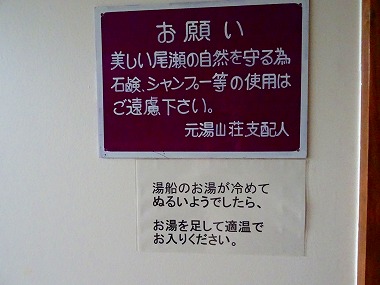 お願い
美しい尾瀬の自然を守る為
石鹸、シャンプー等の使用は
ご遠慮下さい。
元湯山荘支配人
湯船のお湯が冷めて
ぬるいようでしたら、
お湯を足して適温で
お入りください。